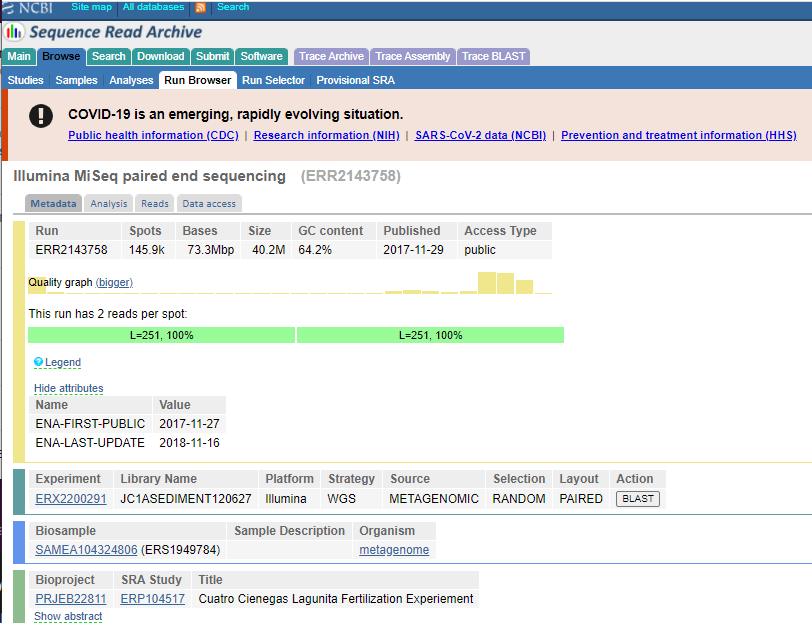 NCBI Site map All databases Search
Sequence Read Archive
Main Browse Search Download Submit Software Trace Archive Trace Assembly Trace BLAST
Studies Samples Analyses Run Browser Run Selector Provisional SRA
! COVID-19 is an emerging, rapidly evolving situation.
Public health information (CDC) | Research information (NIH) | SARS-CoV-2 data (NCBI) | Prevention and treatment information (HHS)
Illumina MiSeq paired end sequencing (ERR2143758)
Metadata Analysis Reads Data access
Run Spots Bases Size GC content Published Access Type
ERR2143758 145.9k 73.3Mbp 40.2M 64.2% 2017-11-29 public
Quality graph (bigger)
This run has 2 reads per spot:
L=251, 100% L=251, 100%
? Legend
Hide attributes
Name Value
ENA-FIRST-PUBLIC 2017-11-27
ENA-LAST-UPDATE 2018-11-16
Experiment Library Name Platform Strategy Source Selection Layout Action
ERX2200291 JC1ASEDIMENT120627 Illumina WGS METAGENOMIC RANDOM PAIRED BLAST
Biosample Sample Description Organism
SAMEA104324806 (ERS1949784) metagenome
Bioproject SRA Study Title
PRJEB22811 ERP104517 Cuatro Cienegas Lagunita Fertilization Experiement
Show abstract